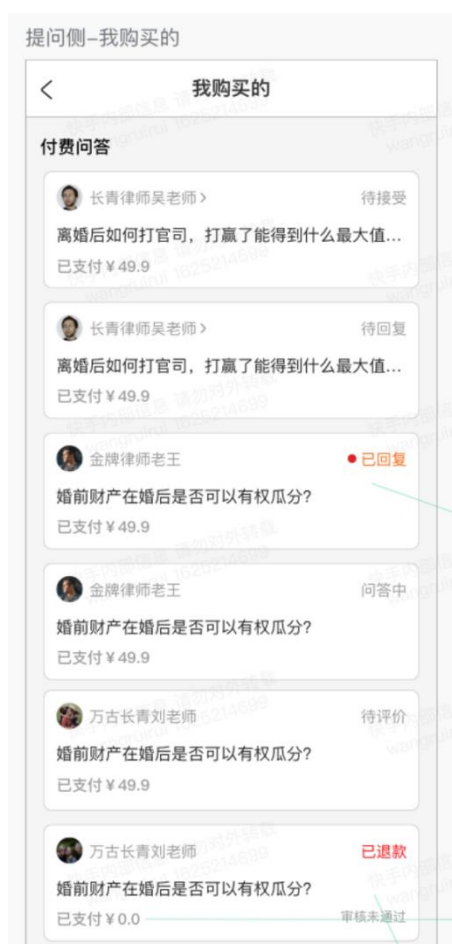 提问侧-我购买的
我购买的
付费问答
长青律师吴老师>
待接受
离婚后如何打官司，打赢了能得到什么最大值...
已支付￥49.9
长青律师吴老师>
待回复
离婚后如何打官司，打赢了能得到什么最大值...
已支付￥49.9
金牌律师老王
已回复
婚前财产在婚后是否可以有权瓜分?
已支付￥49.9
金牌律师老王
问答中
婚前财产在婚后是否可以有权瓜分?
已支付￥49.9
万古长青刘老师
待评价
婚前财产在婚后是否可以有权瓜分?
已支付￥49.9
万古长青刘老师
已退款
婚前财产在婚后是否可以有权瓜分?
已支付￥0.0
审核未通过